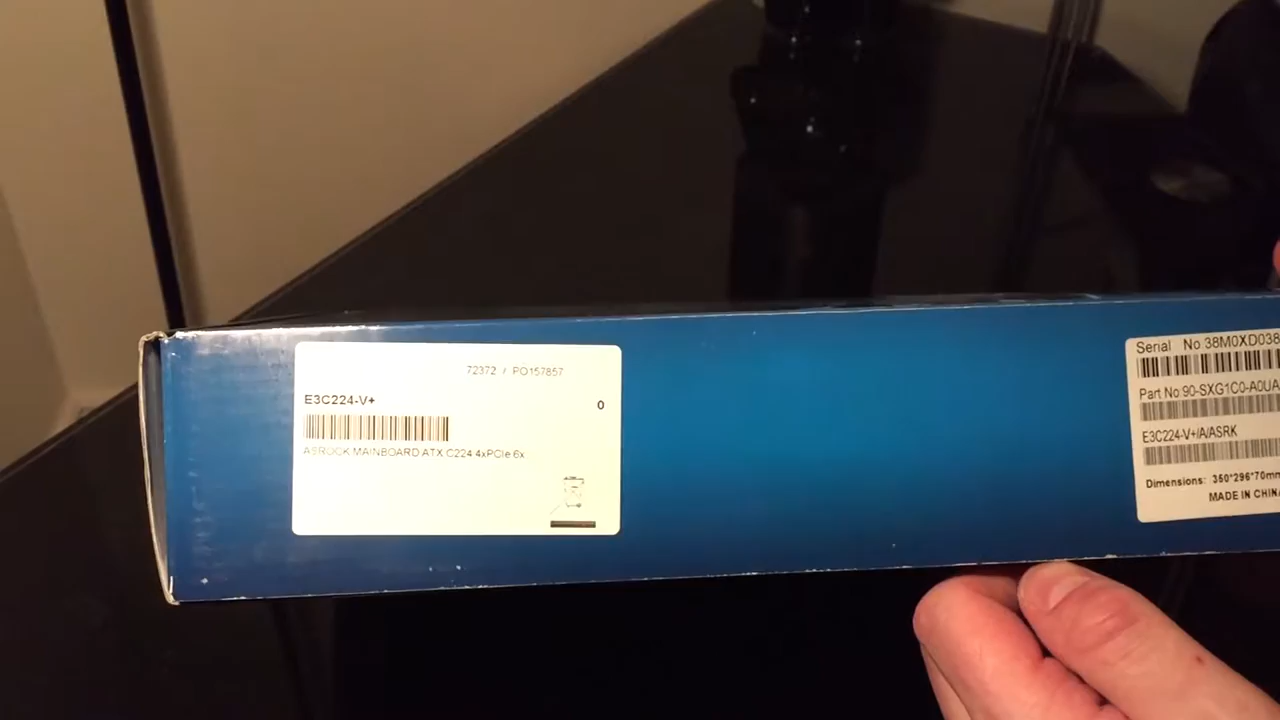 72372 / PO157857
E3C224-V+
0
ASROCK MAINBOARD ATX C224 4xPCIe 6x
Serial No 38M0XD038
Part No:90-SXG1C0-A0UA
E3C224-V+/A/ASRK
Dimensions: 350*296*70mm
MADE IN CHINA